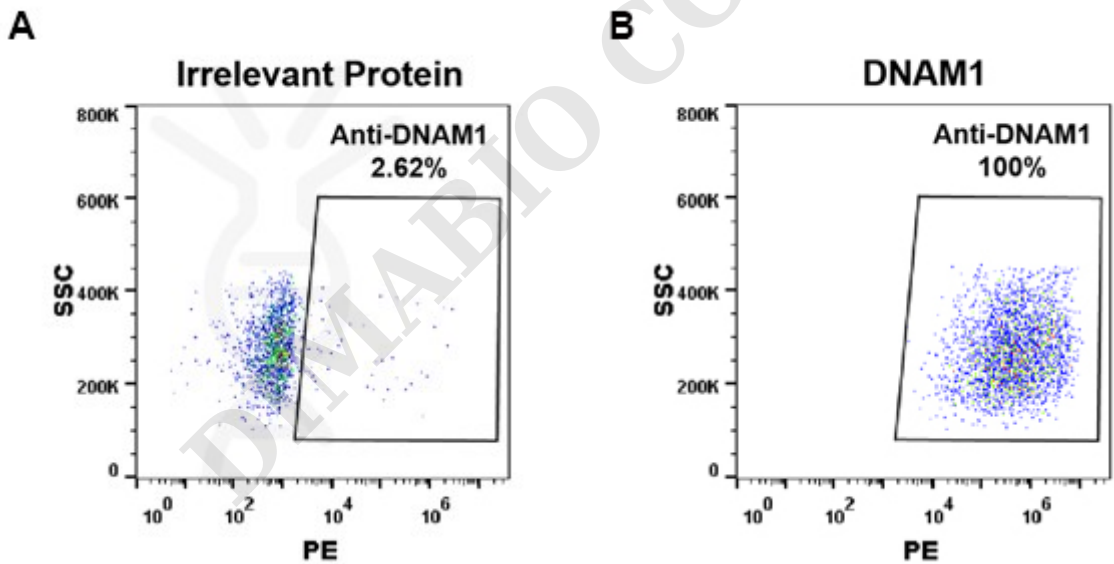 A
Irrelevant Protein
800K
600K
400K
200K
0
SSC
Anti-DNAM1
2.62%
10^0
10^2
10^4
10^6
PE
B
DNAM1
800K
600K
400K
200K
0
SSC
Anti-DNAM1
100%
10^0
10^2
10^4
10^6
PE
DIMABIO CO